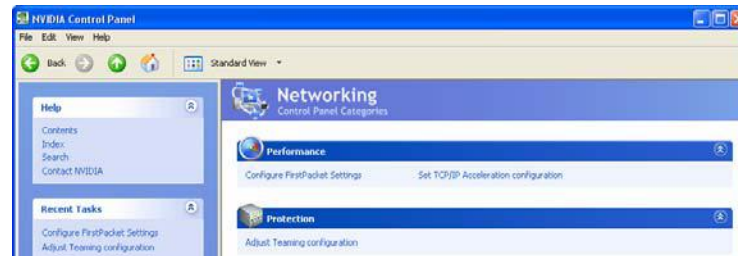 NVIDIA Control Panel
File Edit View Help
Back Standard View
Help
Contents
Index
Search
Contact NVIDIA
Recent Tasks
Configure FirstPacket Settings
Adjust Teaming configuration
Networking
Control Panel Categories
Performance
Configure FirstPacket Settings Set TCP/IP Acceleration configuration
Protection
Adjust Teaming configuration